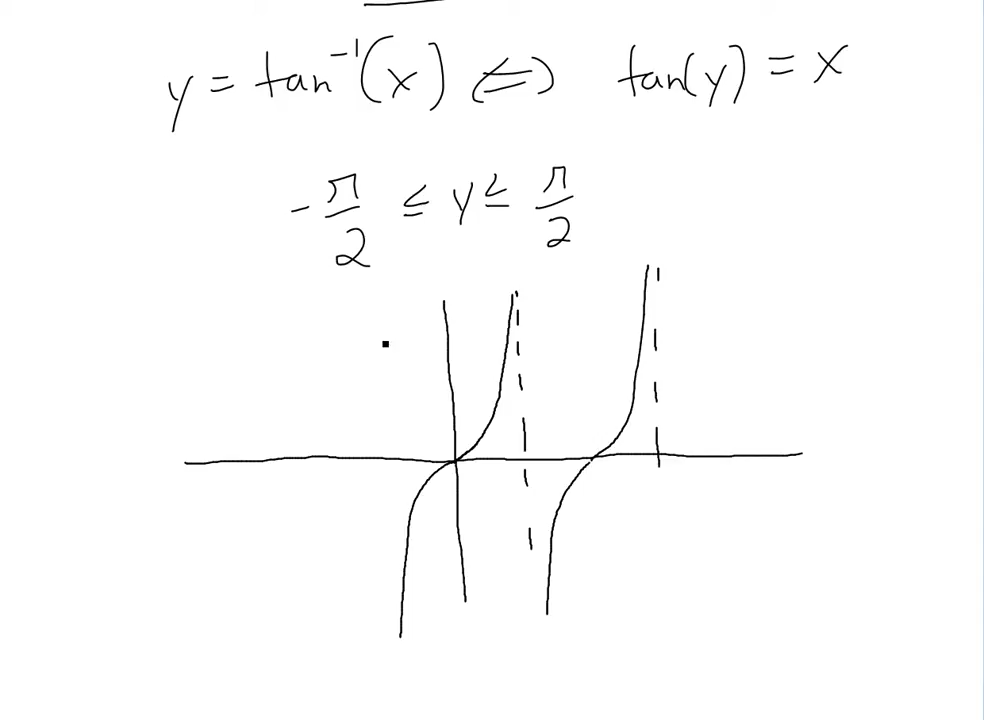 y = tan⁻¹(x) ⇔ tan(y) = x
-π/2 ≤ y ≤ π/2